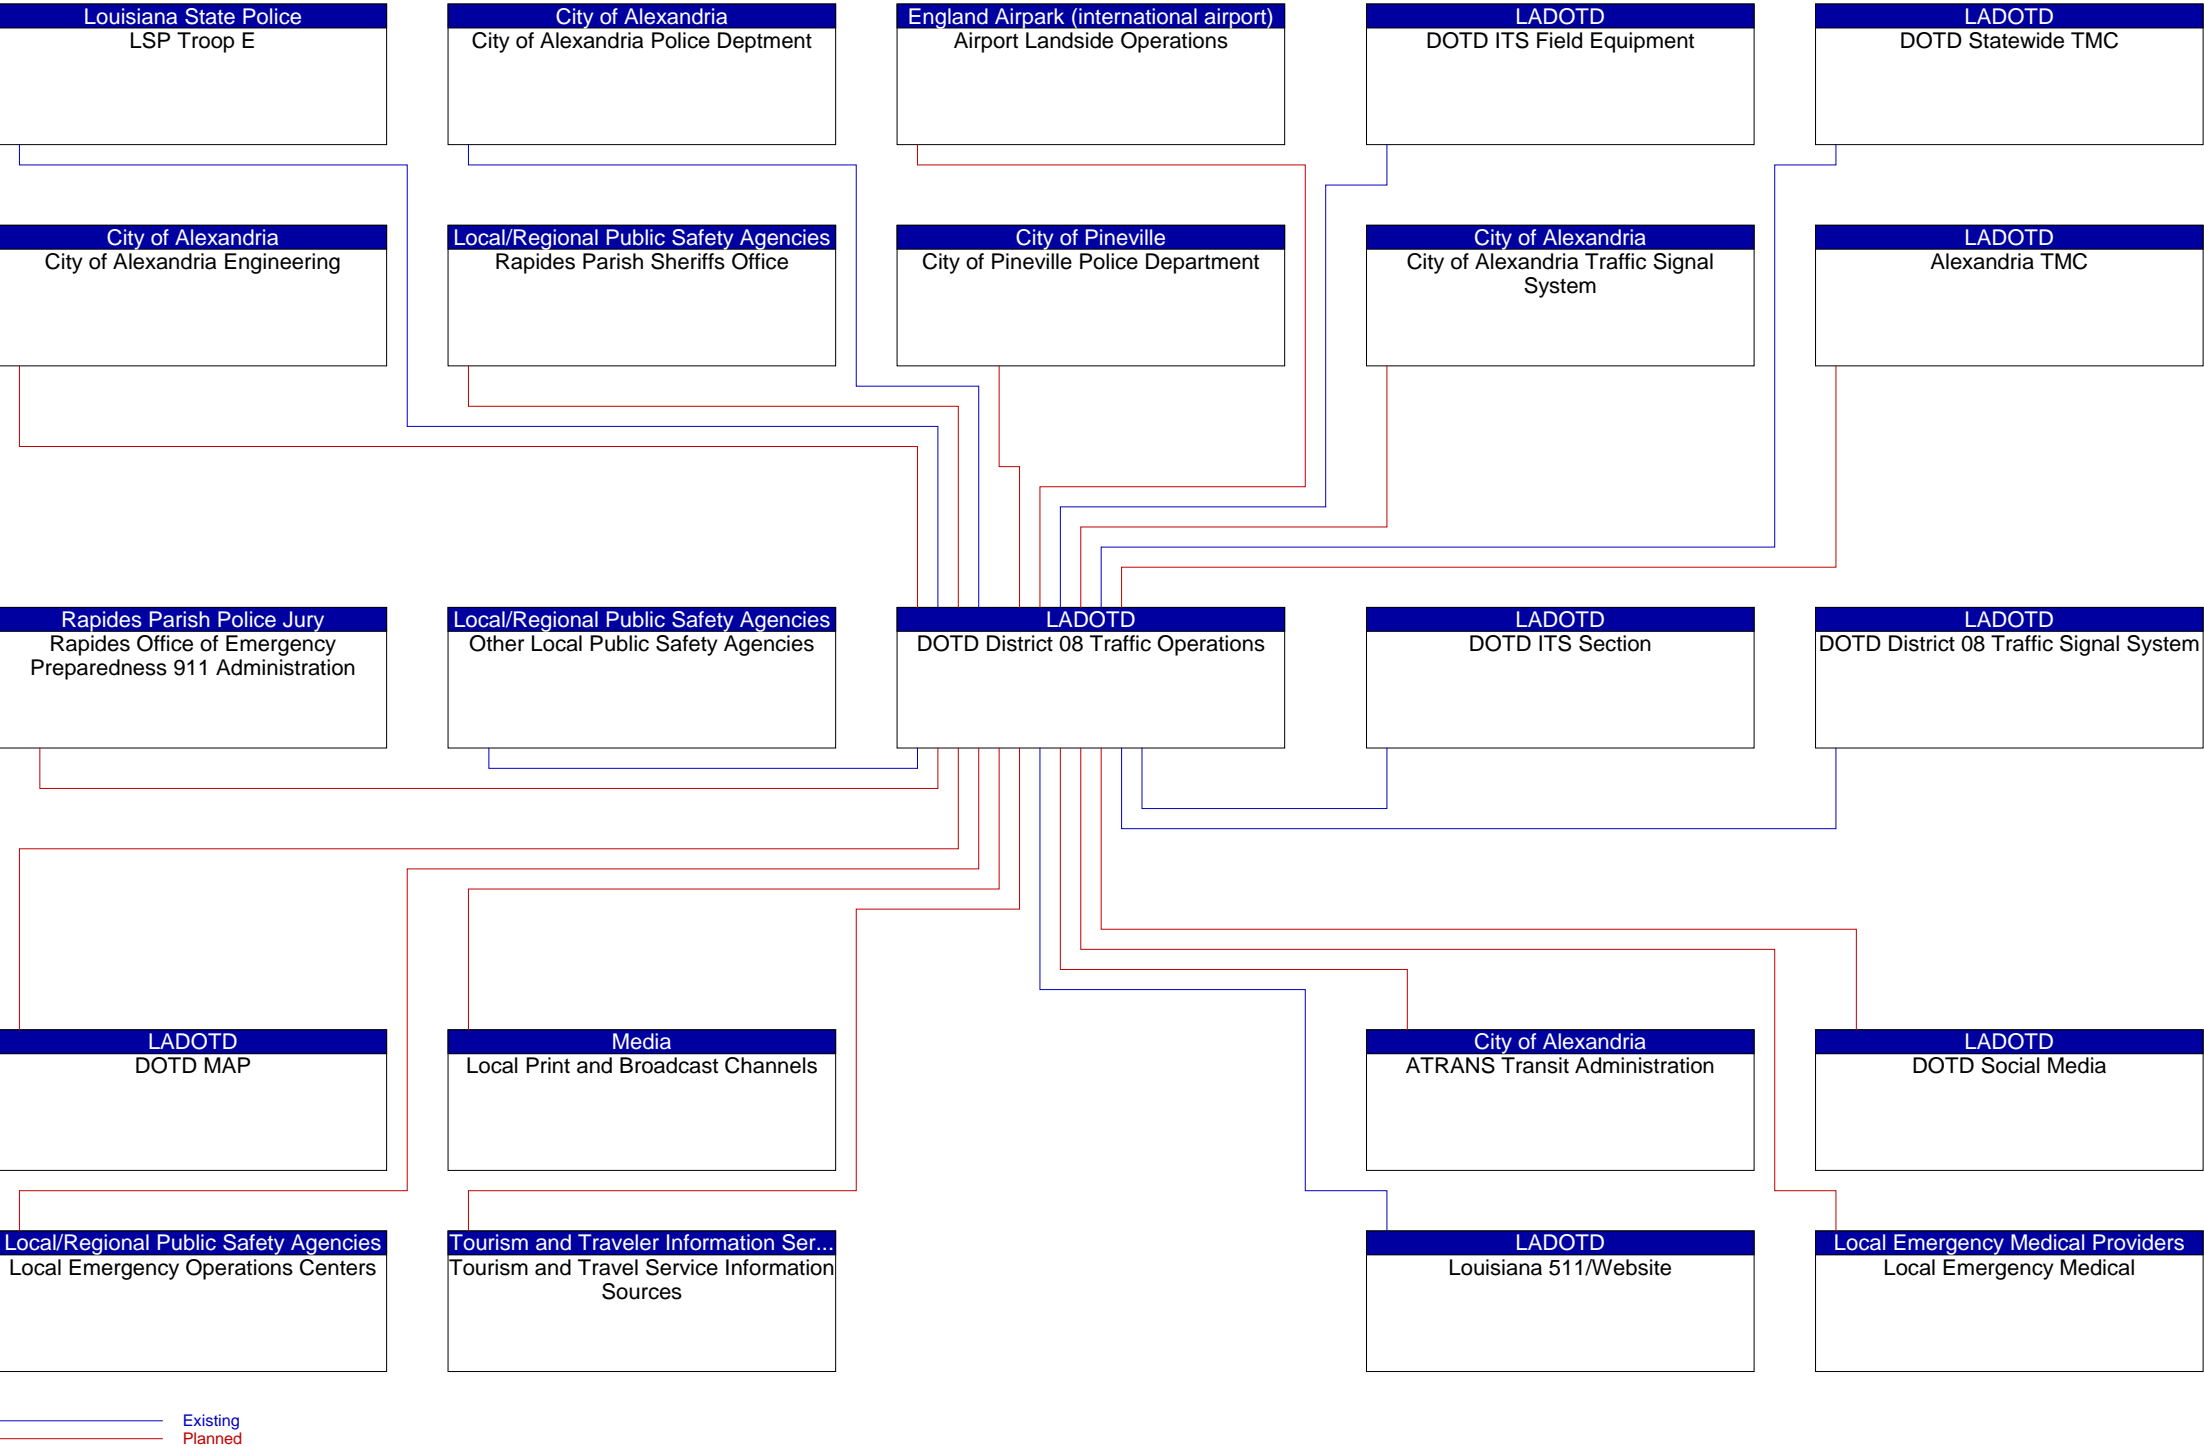 Louisiana State Police
LSP Troop E
City of Alexandria
City of Alexandria Police Deptment
England Airpark (international airport)
Airport Landside Operations
LADOTD
DOTD ITS Field Equipment
LADOTD
DOTD Statewide TMC
City of Alexandria
City of Alexandria Engineering
Local/Regional Public Safety Agencies
Rapides Parish Sheriffs Office
City of Pineville
City of Pineville Police Department
City of Alexandria
City of Alexandria Traffic Signal
System
LADOTD
Alexandria TMC
Rapides Parish Police Jury
Rapides Office of Emergency
Preparedness 911 Administration
Local/Regional Public Safety Agencies
Other Local Public Safety Agencies
LADOTD
DOTD District 08 Traffic Operations
LADOTD
DOTD ITS Section
LADOTD
DOTD District 08 Traffic Signal System
LADOTD
DOTD MAP
Media
Local Print and Broadcast Channels
City of Alexandria
ATRANS Transit Administration
LADOTD
DOTD Social Media
Local/Regional Public Safety Agencies
Local Emergency Operations Centers
Tourism and Traveler Information Ser...
Tourism and Travel Service Information
Sources
LADOTD
Louisiana 511/Website
Local Emergency Medical Providers
Local Emergency Medical
Existing
Planned